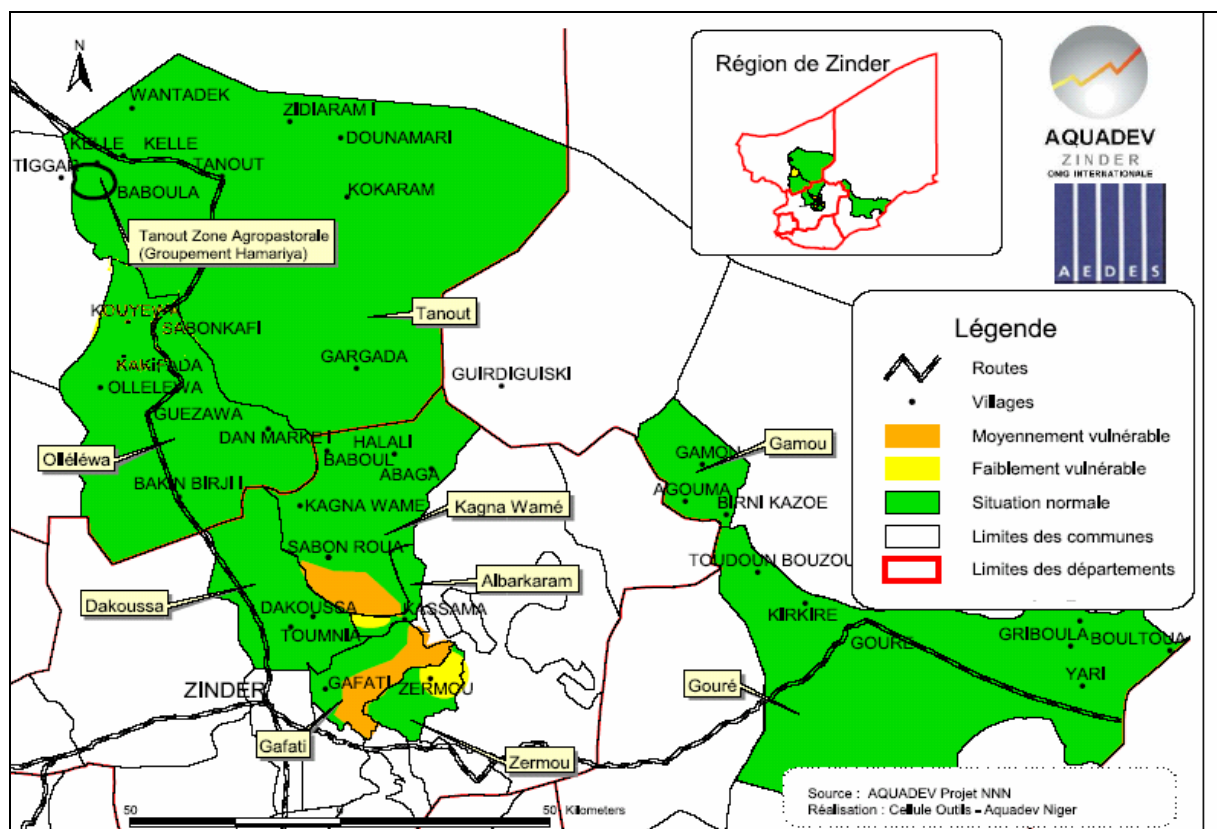 N
WANTADEK
ZIDIARAM I
DOUNAMARI
KELLE
KELLE
TIGGAR
TANOUT
BABOULA
KOKARAM
Tanout Zone Agropastorale
(Groupement Hamariya)
KOUYEWA
SABONKAFI
Tanout
GARGADA
GUIRDIGUISKI
OLLELEWA
GUEZAWA
DAN MARKE I
HALALI
BABOUL
ABAGA
Olléléwa
BAKIN BIRJI I
KAGNA WAME
Kagna Wamé
SABON ROUA
Albarkaram
Dakoussa
DAKOUSSA
KASSAMA
TOUMNIA
ZINDER
GAFATI
ZERMOU
Gafati
Zermou
GAMOU
Gamou
AGOUMA
BIRNI KAZOE
TOUDOUN BOUZOU
KIRKIRE
GOURE
GRIBOULA
BOULTOUA
YARI
Gouré
50
0
50 Kilometers
Région de Zinder
AQUADEV
ZINDER
ONG INTERNATIONALE
AEDES
Légende
Routes
Villages
Moyennement vulnérable
Faiblement vulnérable
Situation normale
Limites des communes
Limites des départements
Source : AQUADEV Projet NNN
Réalisation : Cellule Outils - Aquadev Niger